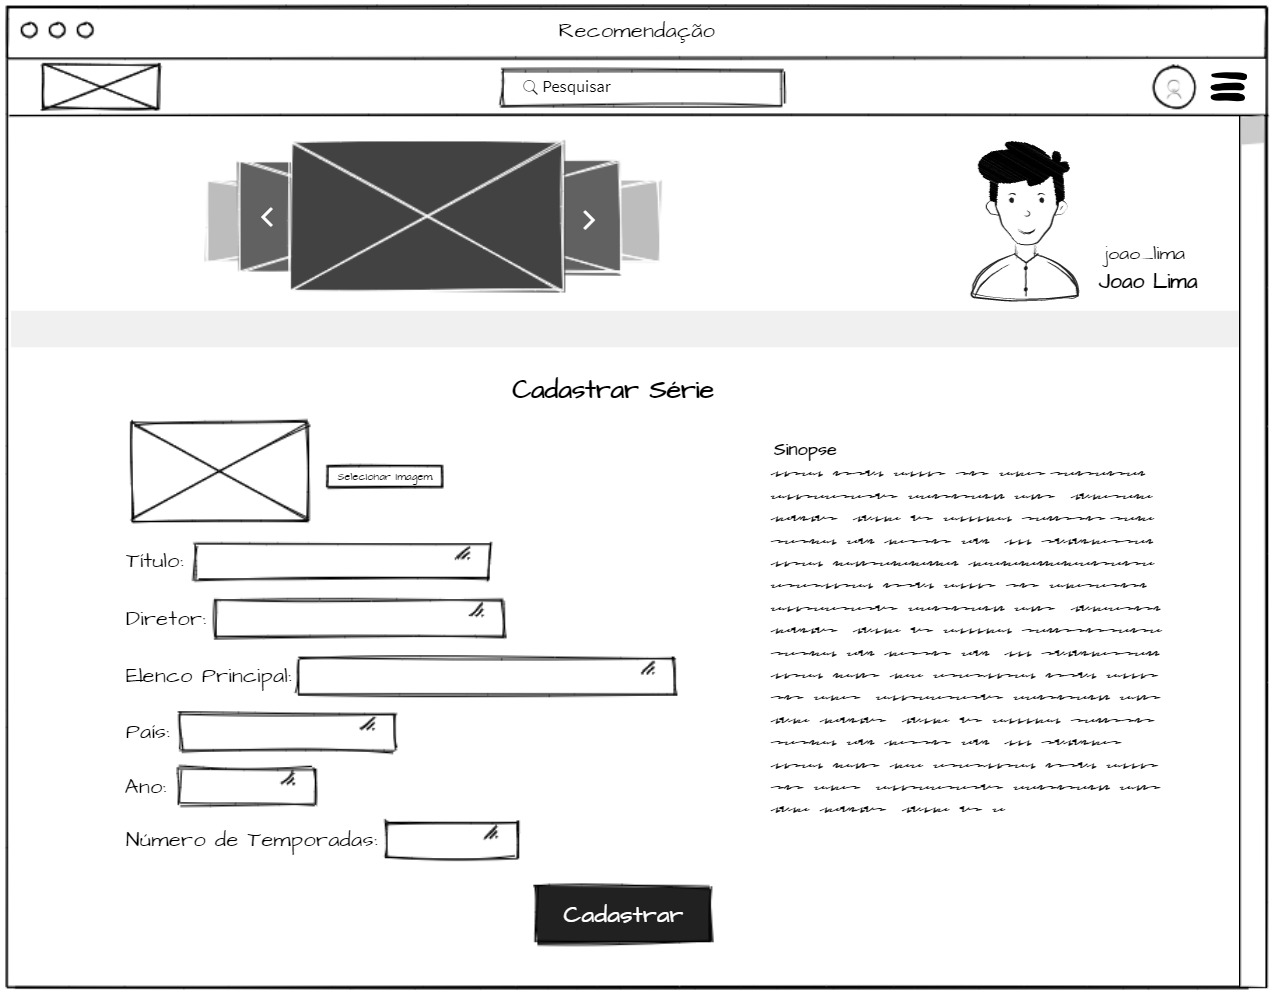 Recomendação
Pesquisar
joao_lima
Joao Lima
Cadastrar Série
Selecionar imagem
Título:
Diretor:
Elenco Principal:
País:
Ano:
Número de Temporadas:
Sinopse
Cadastrar